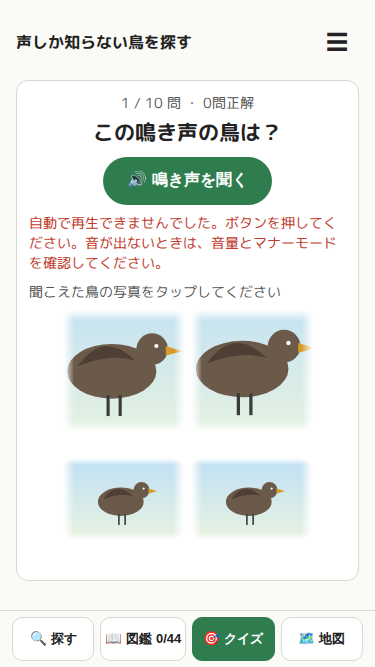 声しか知らない鳥を探す
1 / 10 問 · 0問正解
この鳴き声の鳥は？
🔊 鳴き声を聞く
自動で再生できませんでした。ボタンを押してく
ださい。音が出ないときは、音量とマナーモード
を確認してください。
聞こえた鳥の写真をタップしてください
🔍 探す
📖 図鑑 0/44
🎯 クイズ
🗺️ 地図